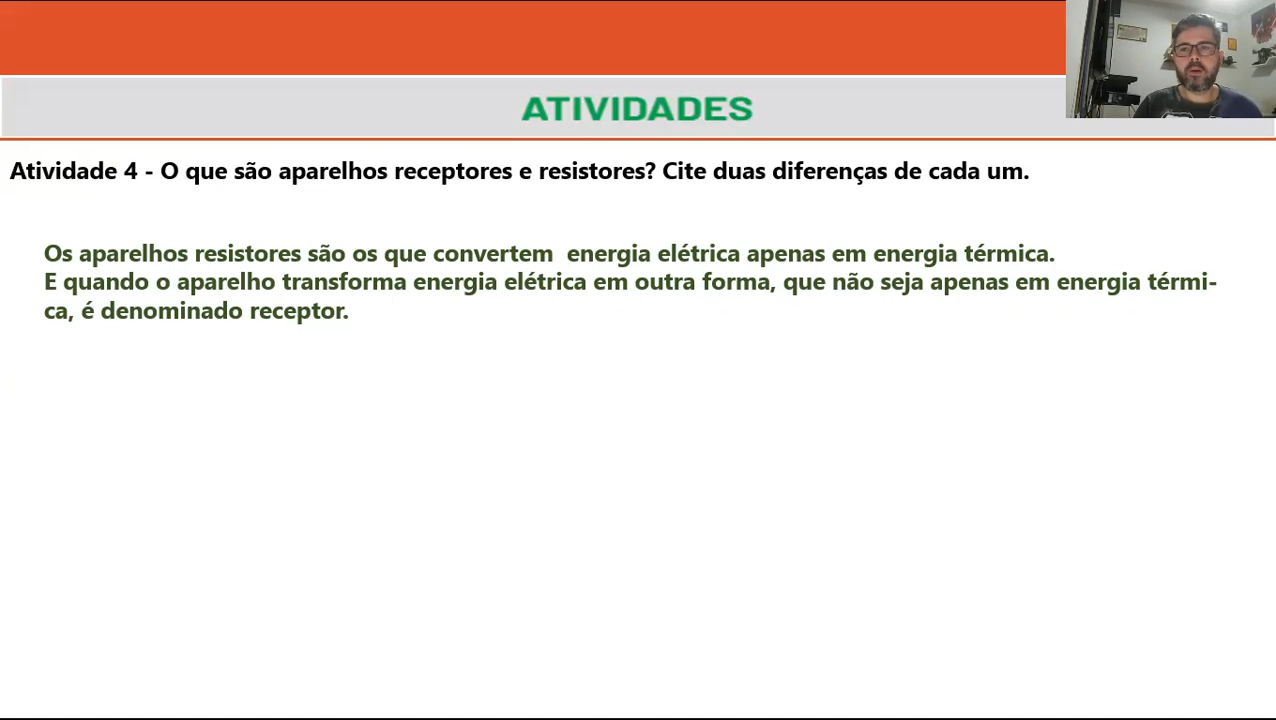 ATIVIDADES
Atividade 4 - O que são aparelhos receptores e resistores? Cite duas diferenças de cada um.
Os aparelhos resistores são os que convertem  energia elétrica apenas em energia térmica.
E quando o aparelho transforma energia elétrica em outra forma, que não seja apenas em energia térmi-
ca, é denominado receptor.